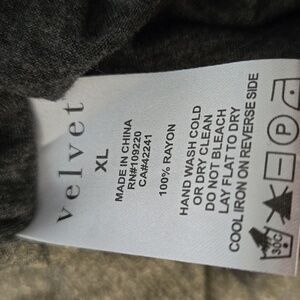 velvet
XL
MADE IN CHINA
RN#109220
CA#42241
100% RAYON
HAND WASH COLD
OR DRY CLEAN
DO NOT BLEACH
LAY FLAT TO DRY
COOL IRON ON REVERSE SIDE
30C
P